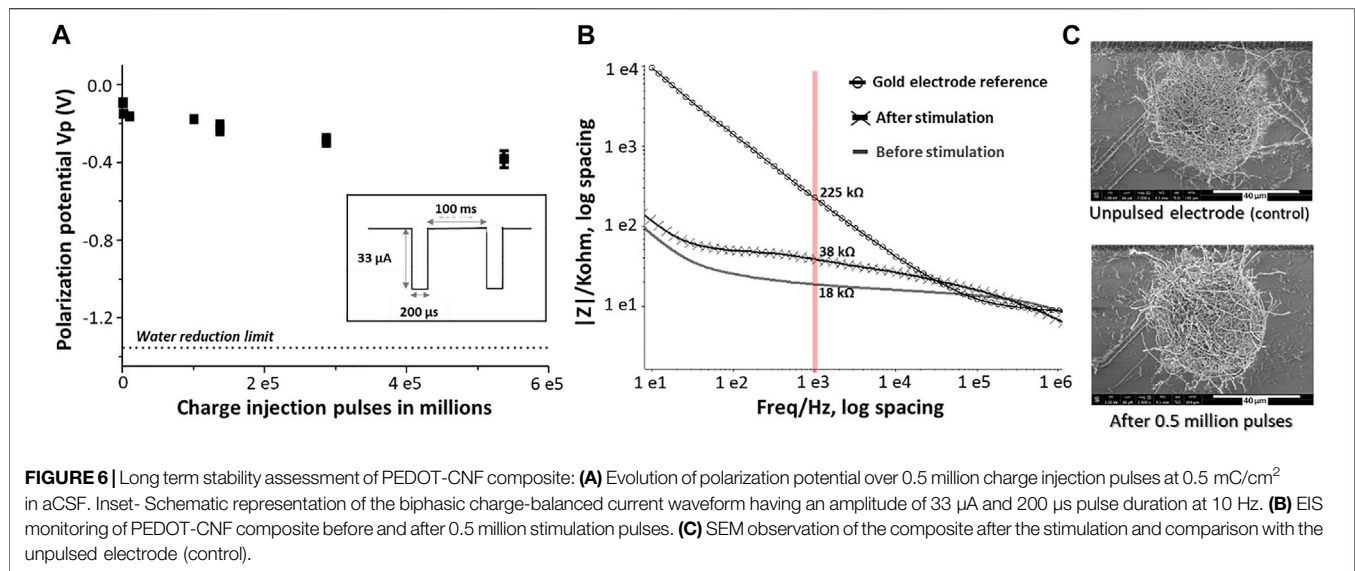 A
0.0
-0.4
-0.8
-1.2
Polarization potential Vp (V)
100 ms
33 μA
200 μs
Water reduction limit
0
2 e5
4 e5
6 e5
Charge injection pulses in millions
B
1 e4
1 e3
1 e2
1 e1
|Z|/Kohm, log spacing
Gold electrode reference
After stimulation
Before stimulation
225 kΩ
38 kΩ
18 kΩ
1 e1
1 e2
1 e3
1 e4
1 e5
1 e6
Freq/Hz, log spacing
C
40 μm
Unpulsed electrode (control)
40 μm
After 0.5 million pulses
FIGURE 6 | Long term stability assessment of PEDOT-CNF composite: (A) Evolution of polarization potential over 0.5 million charge injection pulses at 0.5 mC/cm²
in aCSF. Inset- Schematic representation of the biphasic charge-balanced current waveform having an amplitude of 33 μA and 200 μs pulse duration at 10 Hz. (B) EIS
monitoring of PEDOT-CNF composite before and after 0.5 million stimulation pulses. (C) SEM observation of the composite after the stimulation and comparison with the
unpulsed electrode (control).